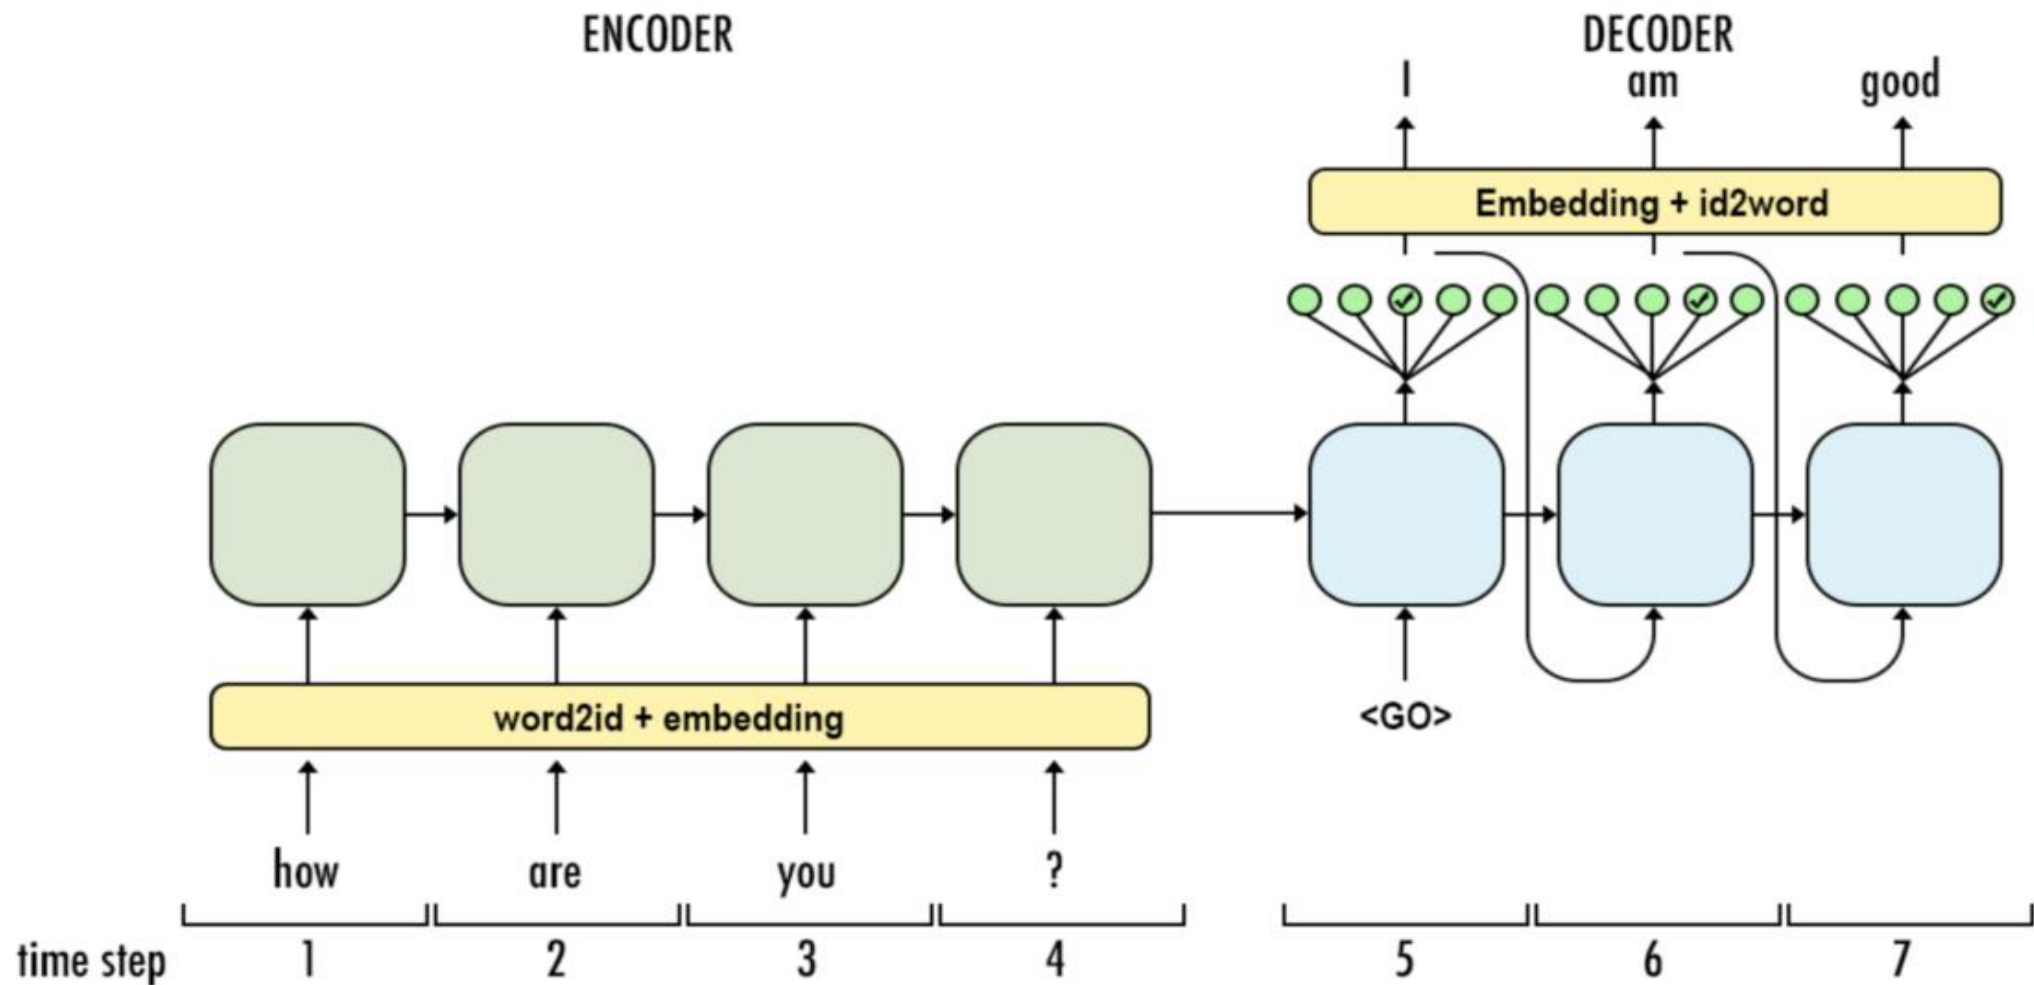 ENCODER
DECODER
I am good
Embedding + id2word
word2id + embedding
<GO>
how are you ?
time step 1 2 3 4 5 6 7